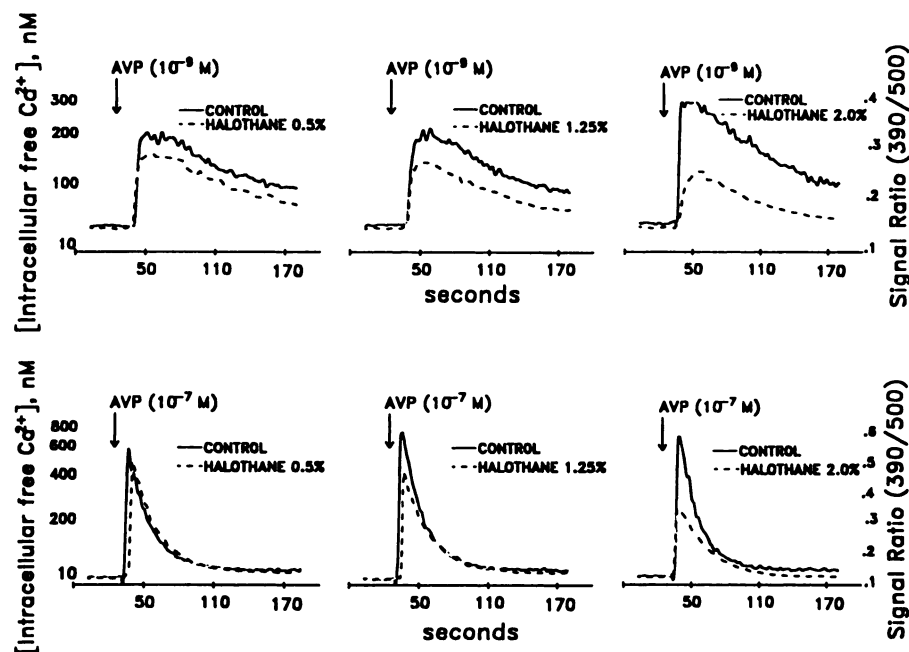 [Intracellular free Ca²⁺], nM
300
200
100
10
AVP (10⁻⁹ M)
CONTROL
HALOTHANE 0.5%
50 110 170
AVP (10⁻⁹ M)
CONTROL
HALOTHANE 1.25%
50 110 170
seconds
AVP (10⁻⁹ M)
CONTROL
HALOTHANE 2.0%
50 110 170
.4
.3
.2
.1
Signal Ratio (390/500)
[Intracellular free Ca²⁺], nM
800
600
400
200
10
AVP (10⁻⁷ M)
CONTROL
HALOTHANE 0.5%
50 110 170
AVP (10⁻⁷ M)
CONTROL
HALOTHANE 1.25%
50 110 170
seconds
AVP (10⁻⁷ M)
CONTROL
HALOTHANE 2.0%
50 110 170
.6
.5
.4
.3
.2
.1
Signal Ratio (390/500)